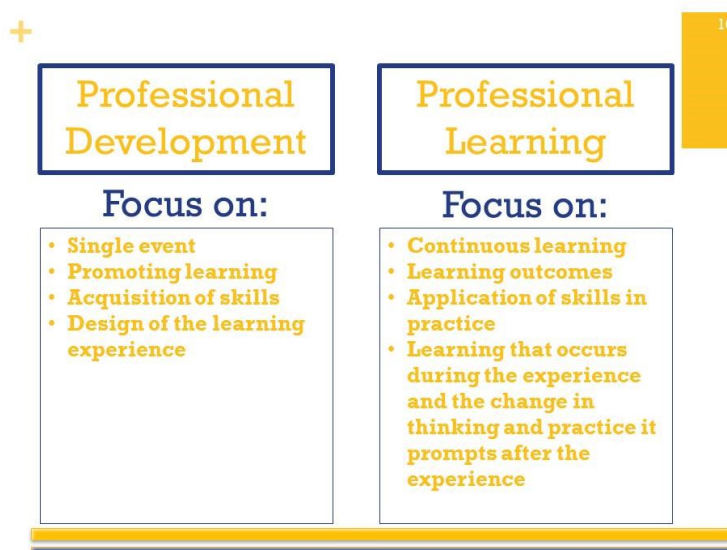 +
Professional
Development
Focus on:
• Single event
• Promoting learning
• Acquisition of skills
• Design of the learning
experience
Professional
Learning
Focus on:
• Continuous learning
• Learning outcomes
• Application of skills in
practice
• Learning that occurs
during the experience
and the change in
thinking and practice it
prompts after the
experience